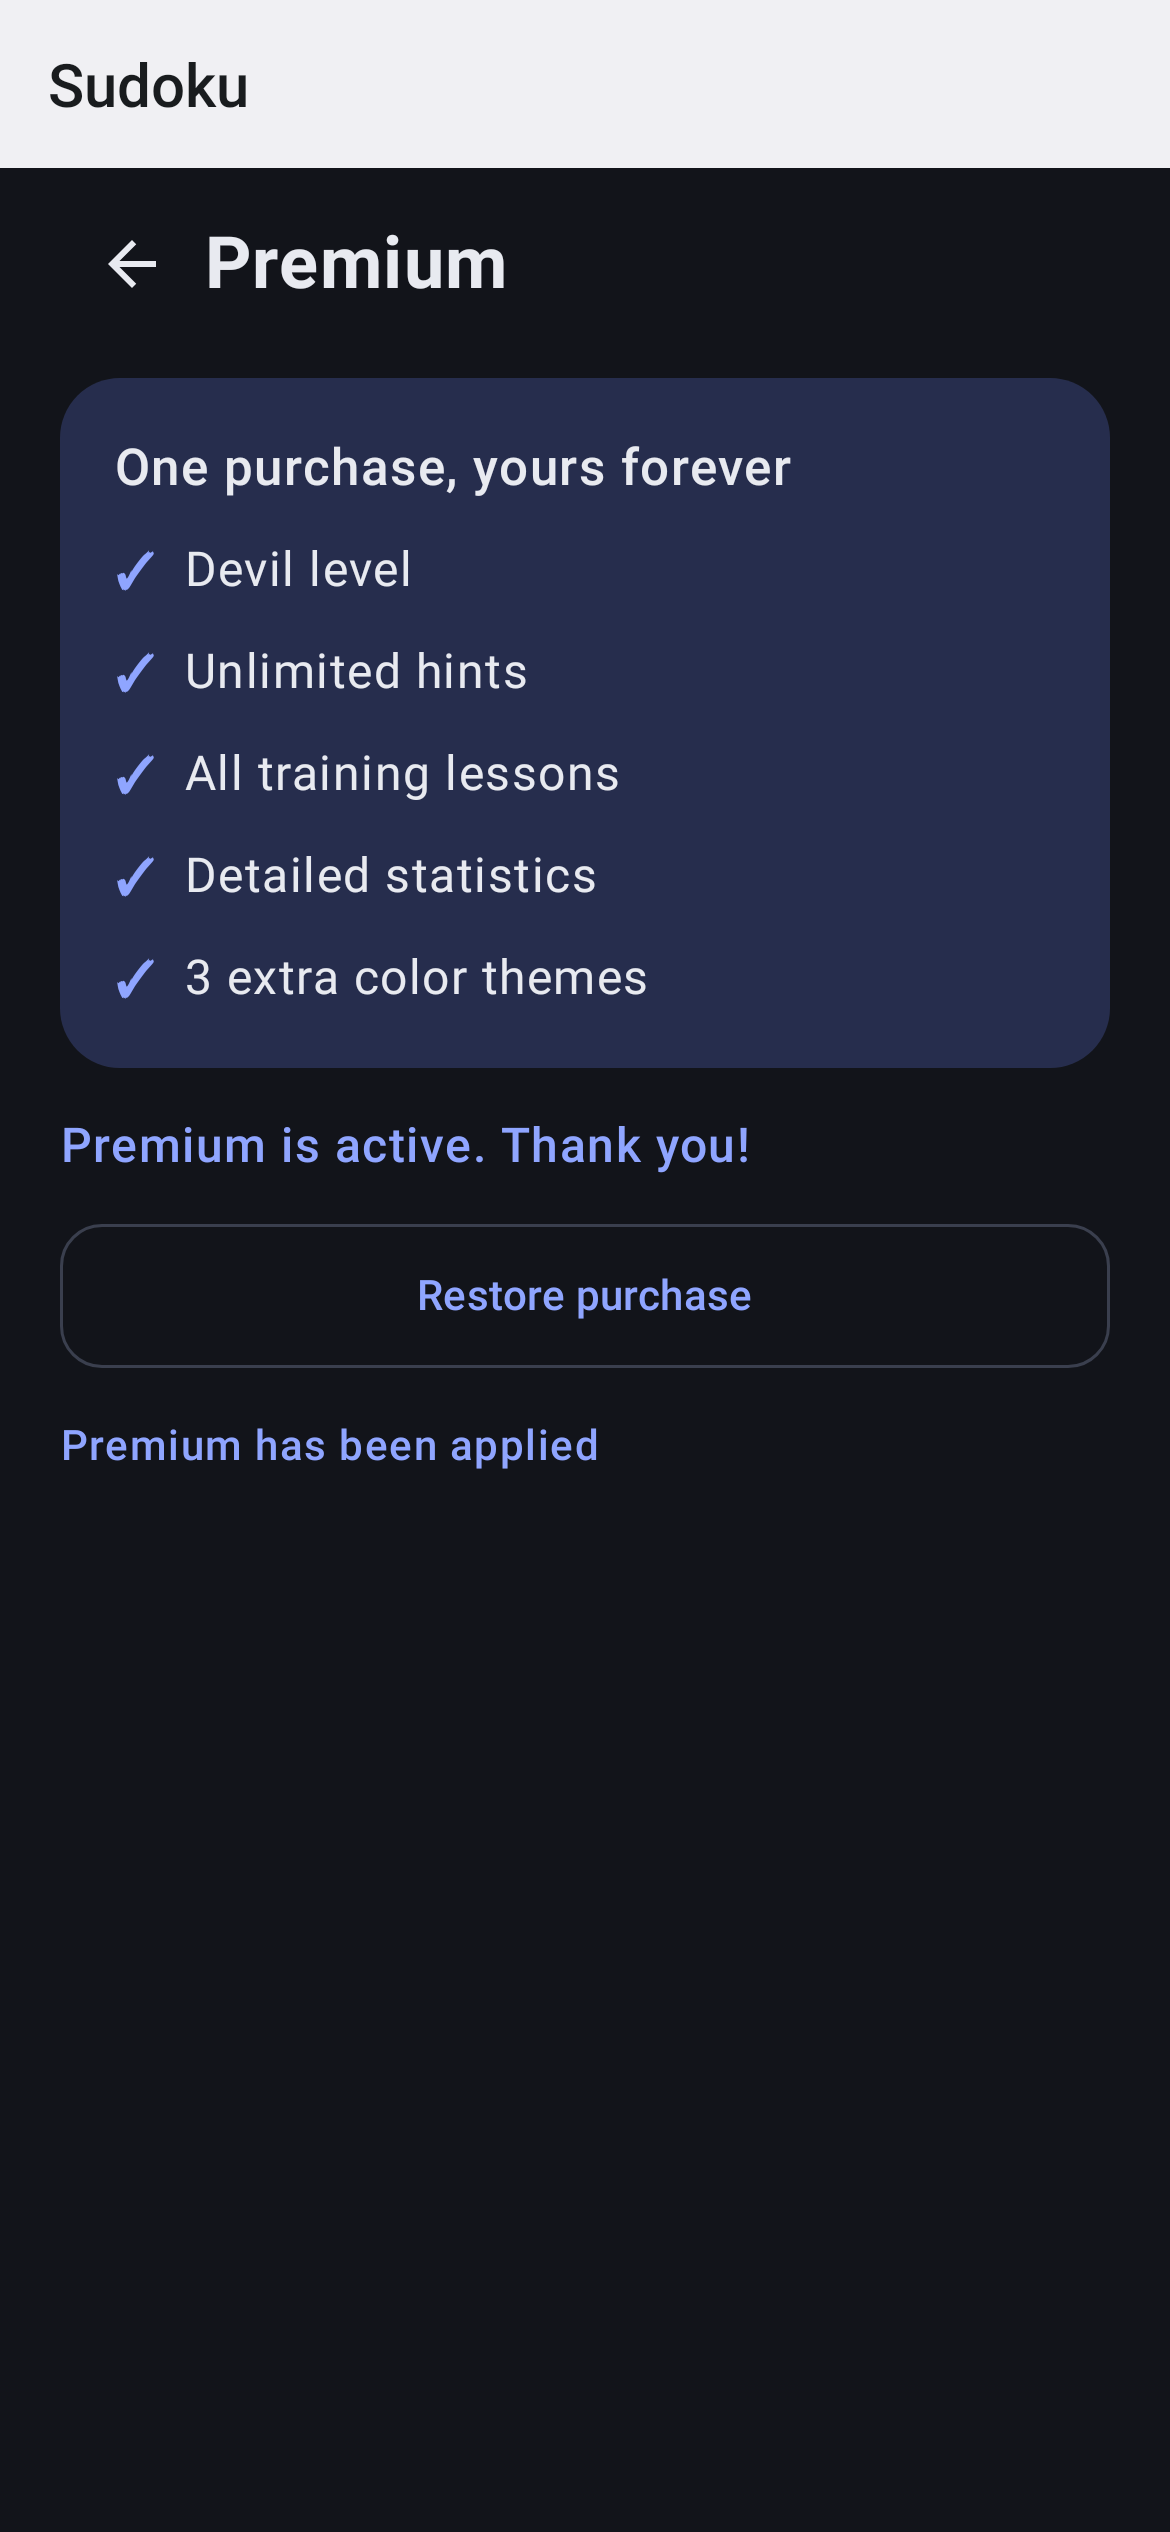 Sudoku
Premium
One purchase, yours forever
✓ Devil level
✓ Unlimited hints
✓ All training lessons
✓ Detailed statistics
✓ 3 extra color themes
Premium is active. Thank you!
Restore purchase
Premium has been applied